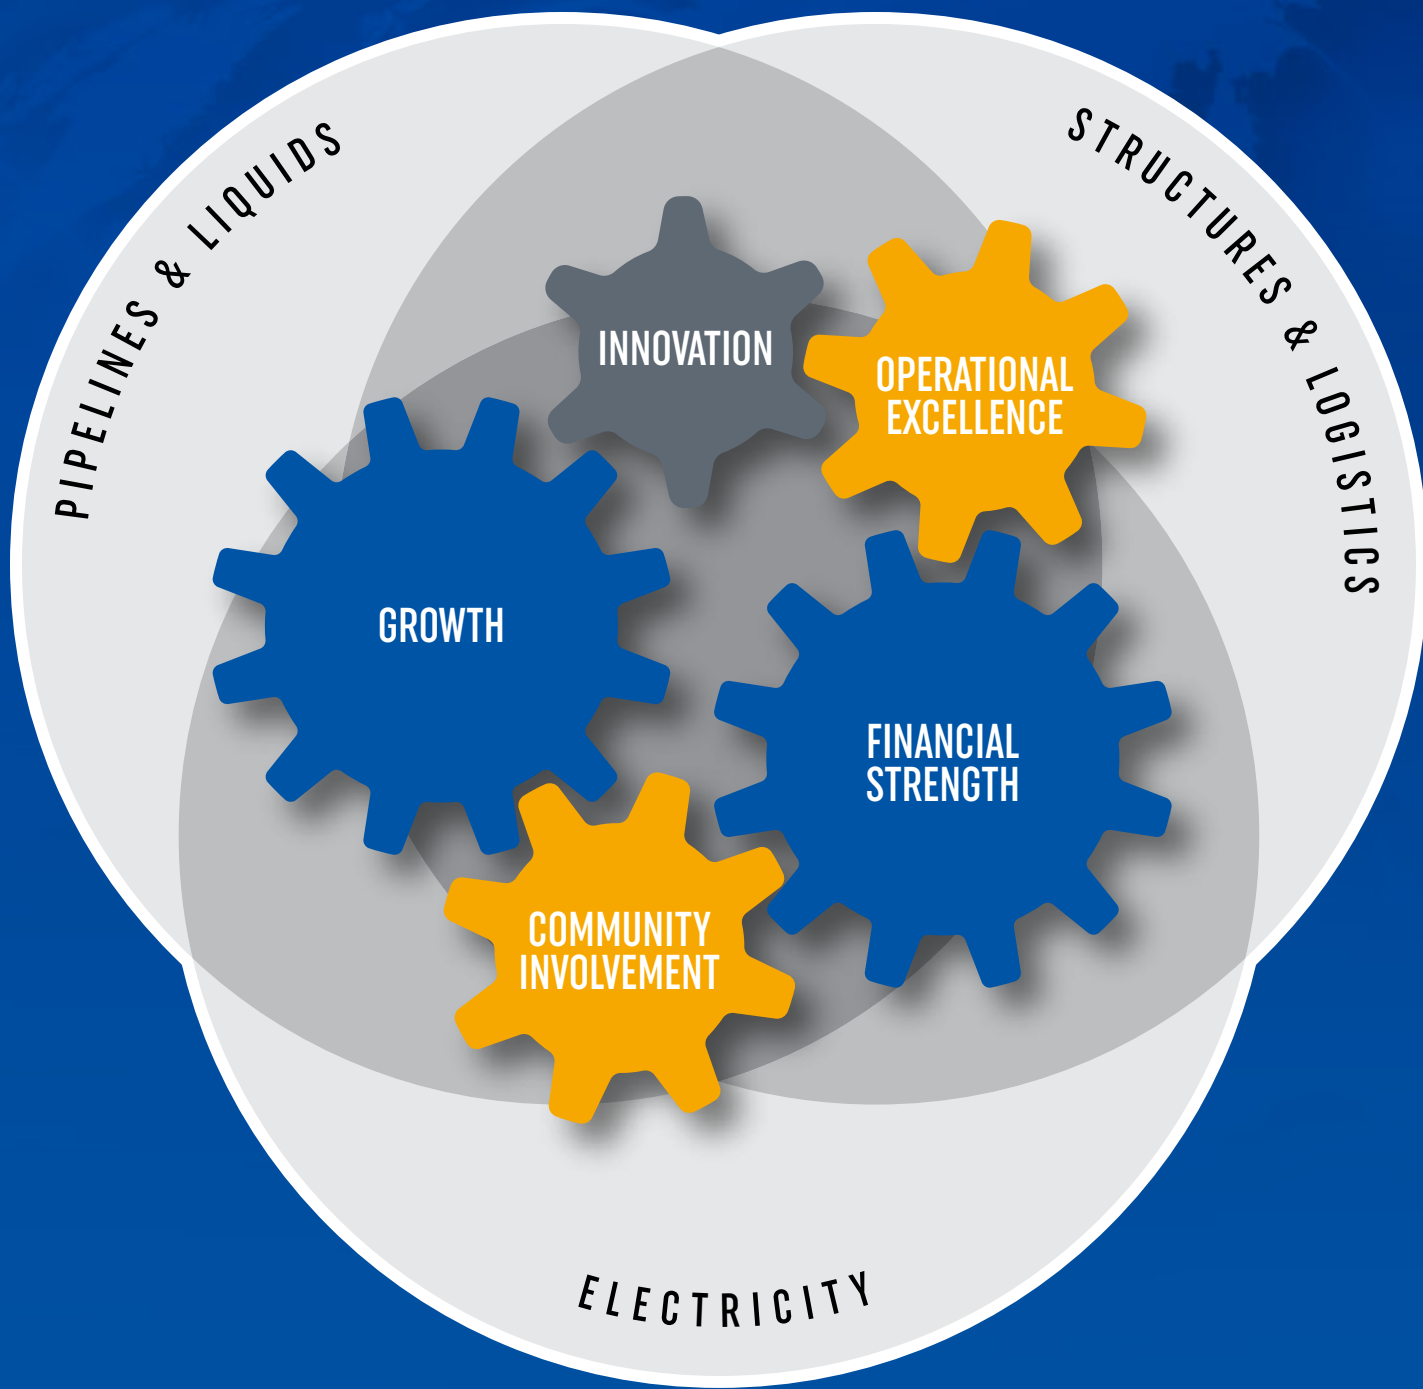 PIPELINES & LIQUIDS
STRUCTURES & LOGISTICS
INNOVATION
OPERATIONAL
EXCELLENCE
GROWTH
FINANCIAL
STRENGTH
COMMUNITY
INVOLVEMENT
ELECTRICITY